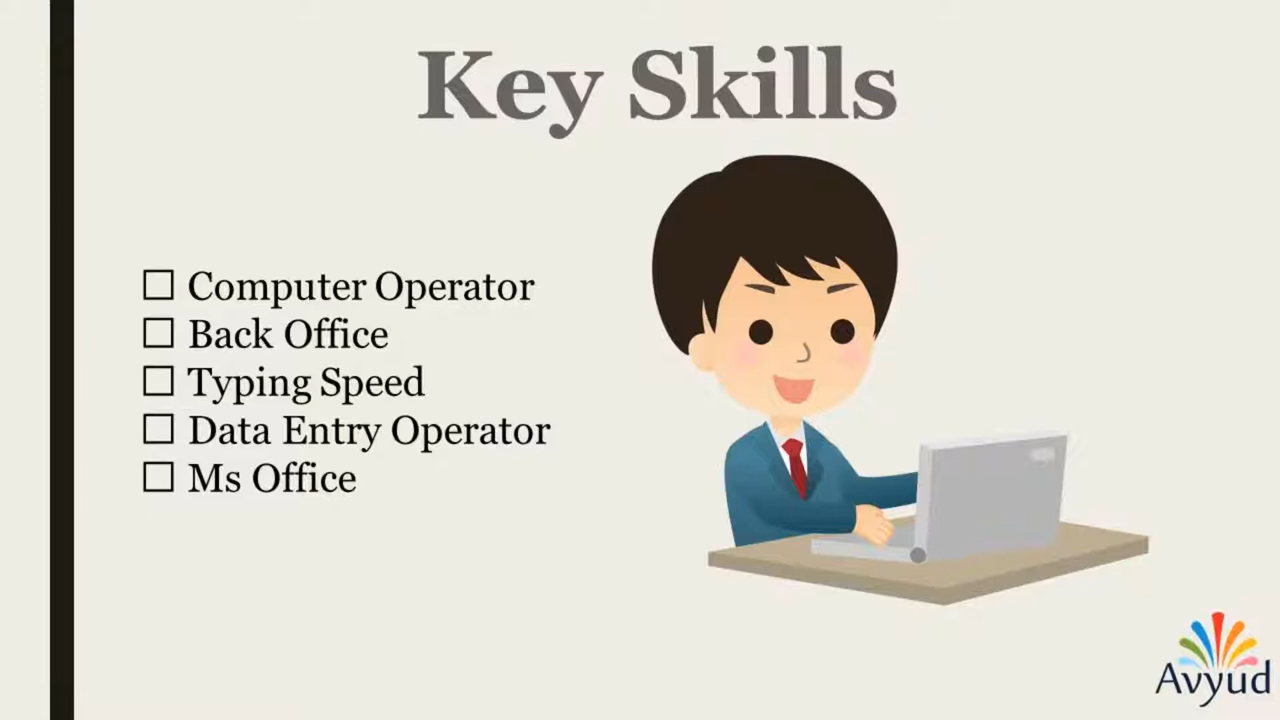 Key Skills
☐ Computer Operator
☐ Back Office
☐ Typing Speed
☐ Data Entry Operator
☐ Ms Office
Avyud